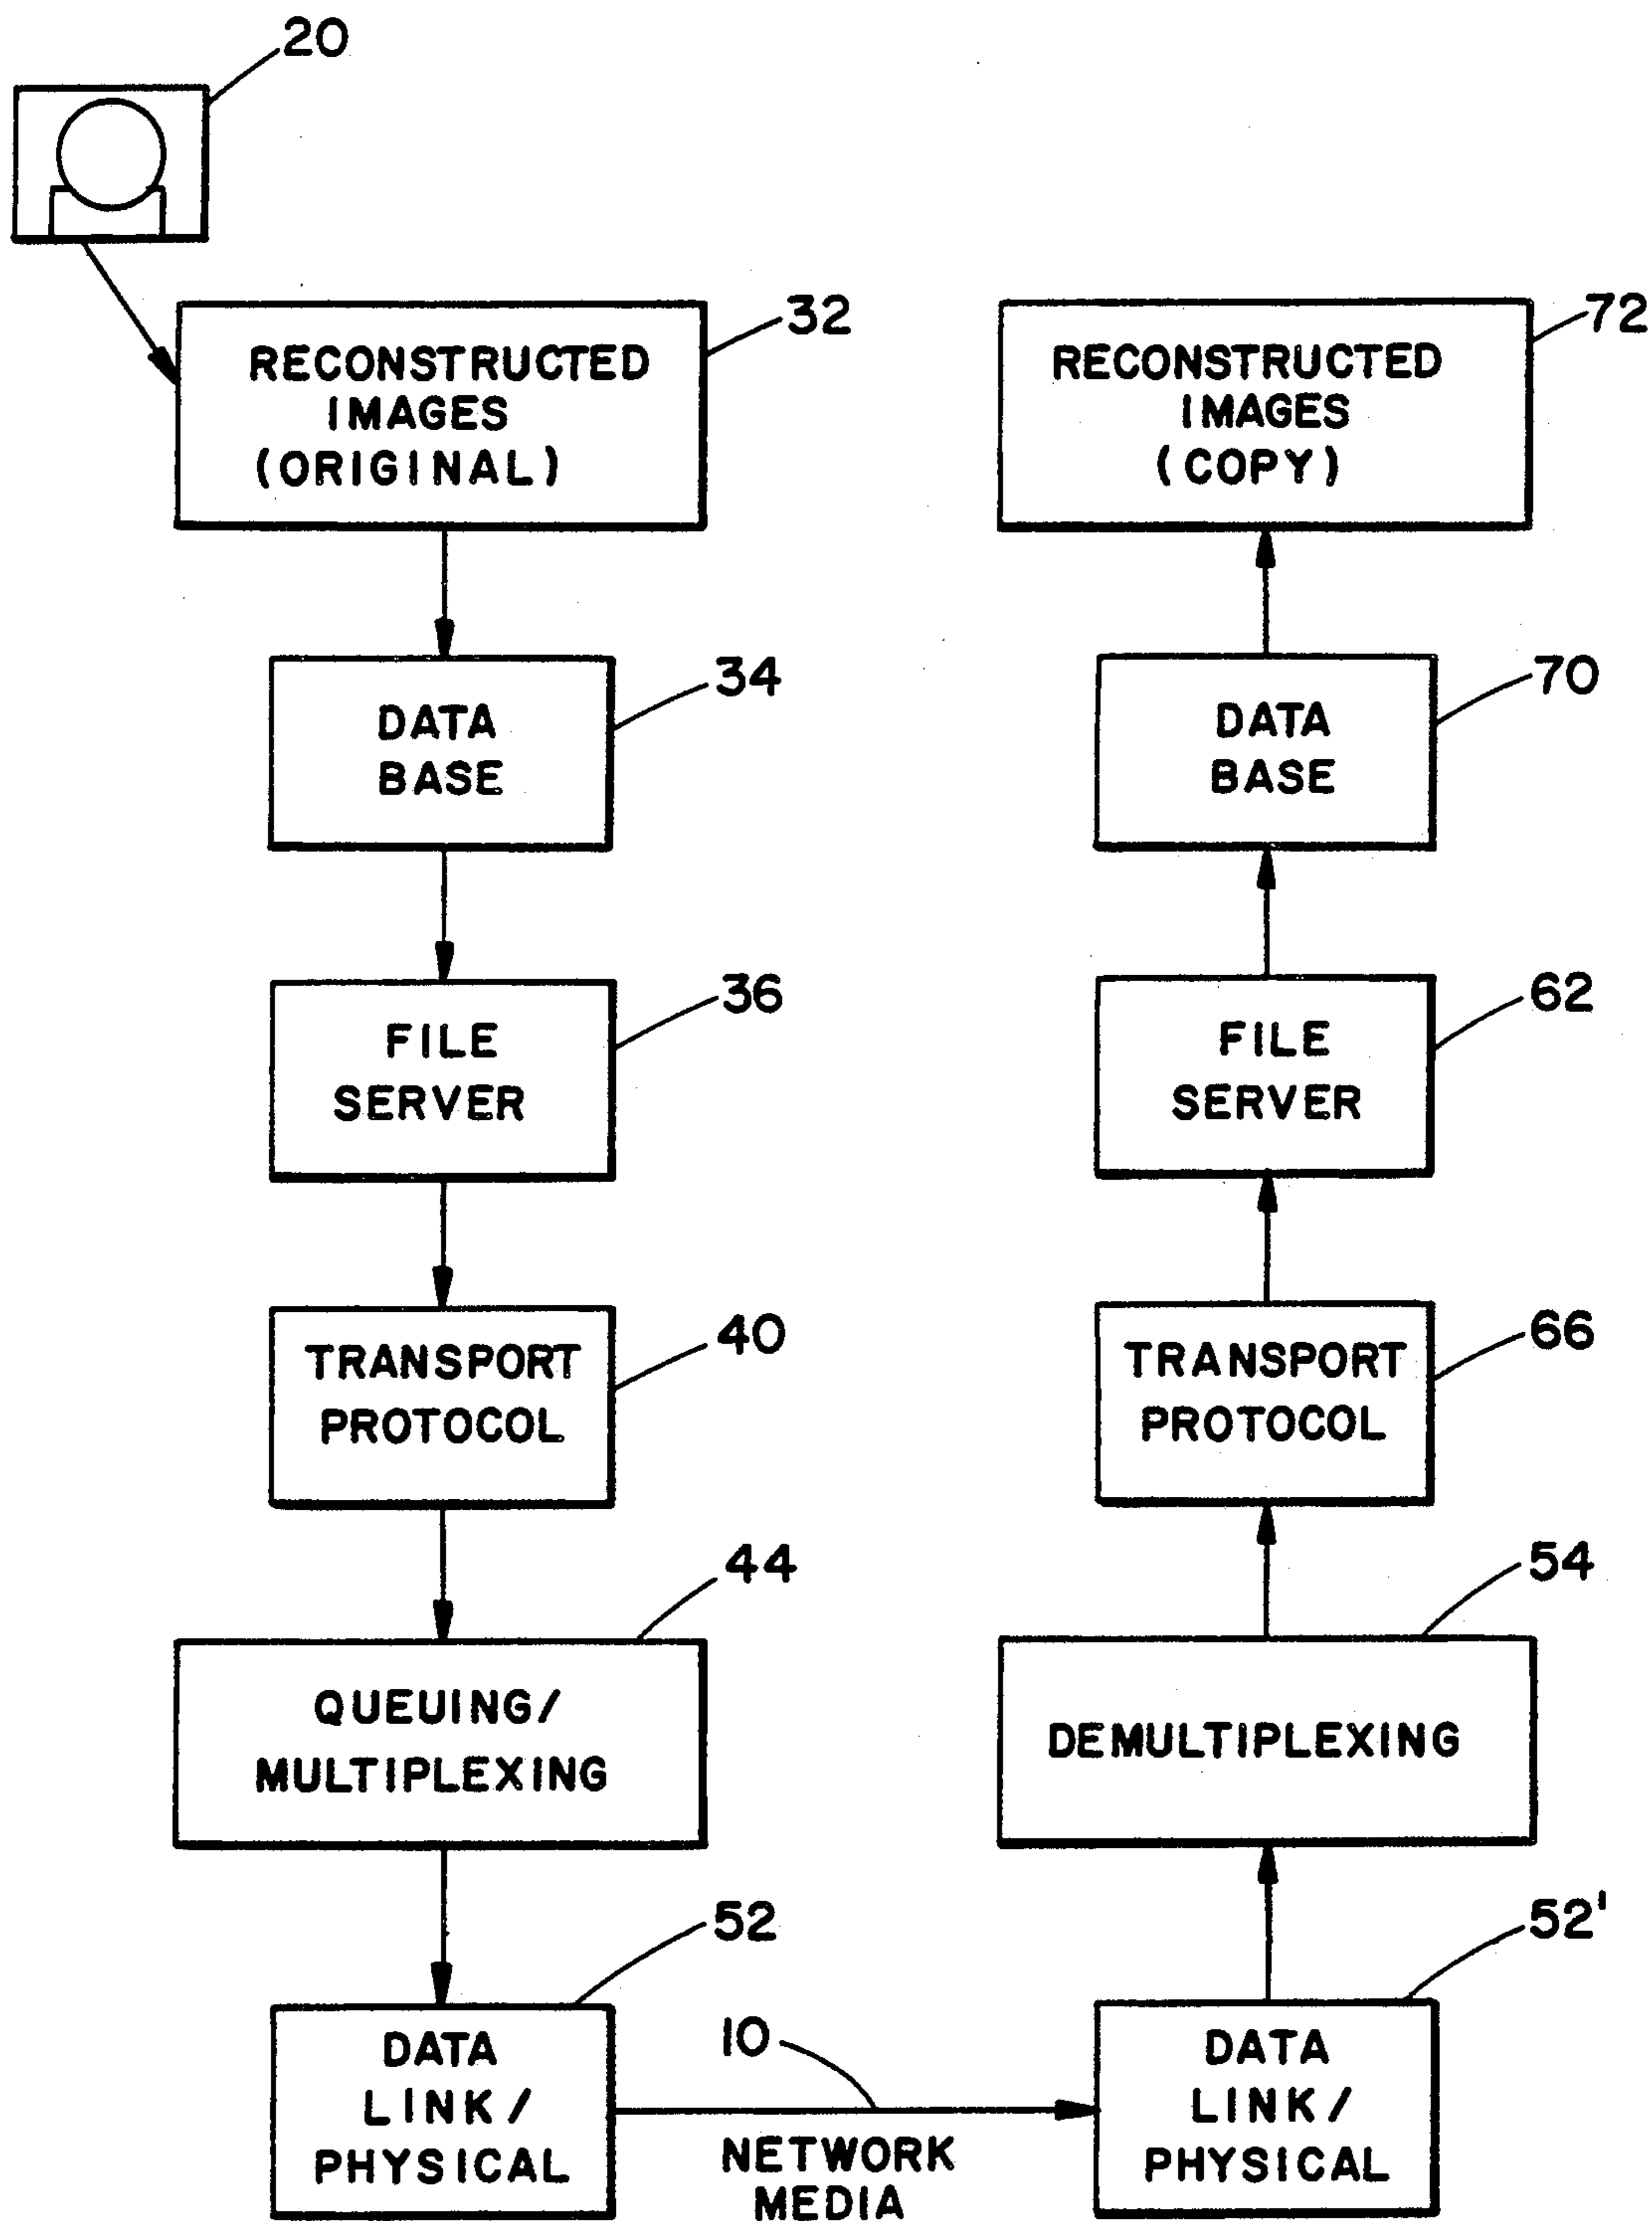 20
32
RECONSTRUCTED
IMAGES
(ORIGINAL)
34
DATA
BASE
36
FILE
SERVER
40
TRANSPORT
PROTOCOL
44
QUEUING/
MULTIPLEXING
52
DATA
LINK/
PHYSICAL
10
NETWORK
MEDIA
72
RECONSTRUCTED
IMAGES
(COPY)
70
DATA
BASE
62
FILE
SERVER
66
TRANSPORT
PROTOCOL
54
DEMULTIPLEXING
52'
DATA
LINK/
PHYSICAL